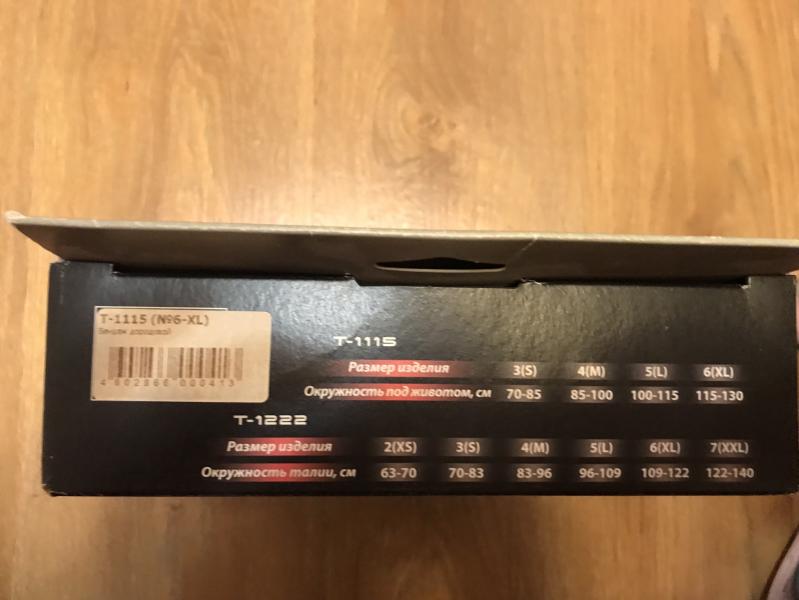 T-1115 (№6-XL)
Бандаж дородовой
4 602866 000413
T-1115
Размер изделия 3(S) 4(M) 5(L) 6(XL)
Окружность под животом, см 70-85 85-100 100-115 115-130
T-1222
Размер изделия 2(XS) 3(S) 4(M) 5(L) 6(XL) 7(XXL)
Окружность талии, см 63-70 70-83 83-96 96-109 109-122 122-140